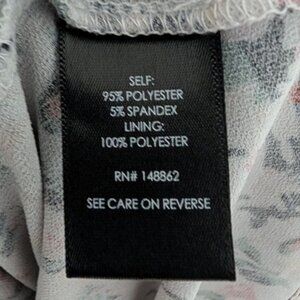 SELF:
95% POLYESTER
5% SPANDEX
LINING:
100% POLYESTER
RN# 148862
SEE CARE ON REVERSE